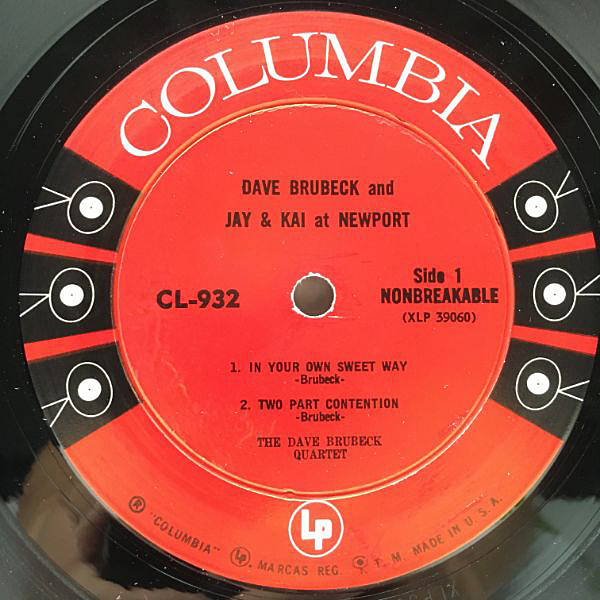 COLUMBIA
DAVE BRUBECK and
JAY & KAI at NEWPORT
CL-932
Side 1
NONBREAKABLE
(XLP 39060)
1. IN YOUR OWN SWEET WAY
-Brubeck-
2. TWO PART CONTENTION
-Brubeck-
THE DAVE BRUBECK
QUARTET
Lp
® "COLUMBIA" Lp, MARCAS REG. T. M. MADE IN U. S. A.